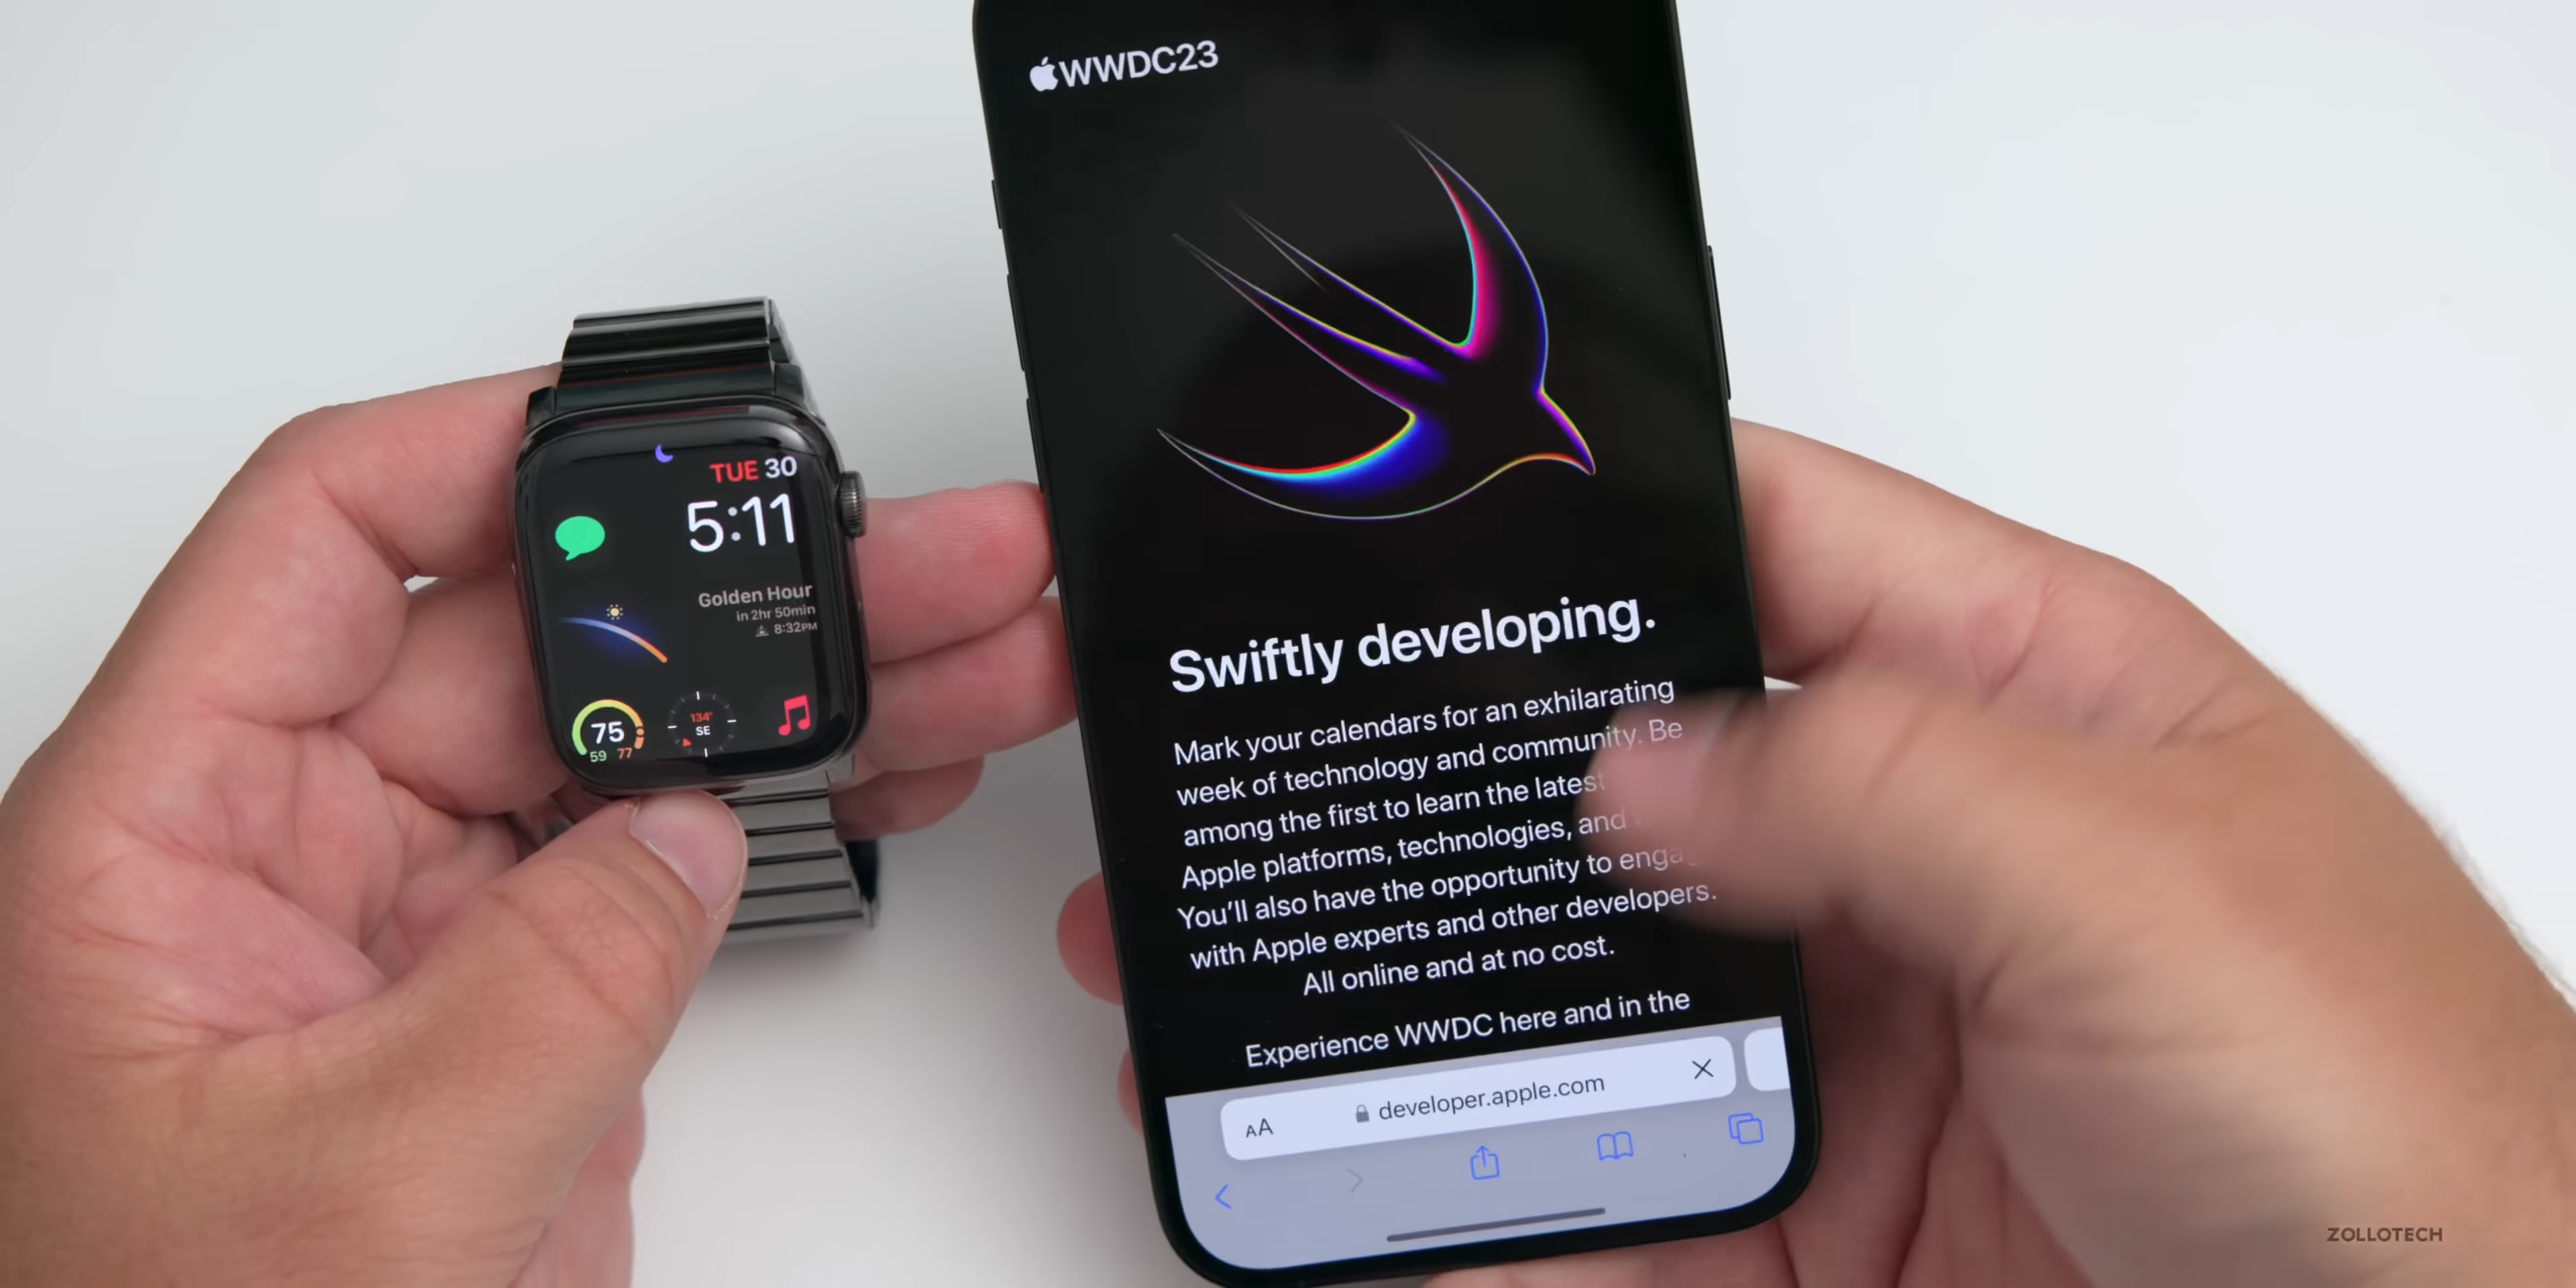 TUE 30
5:11
Golden Hour
in 2hr 50min
8:32PM
75
59 77
134°
SE
WWDC23
Swiftly developing.
Mark your calendars for an exhilarating
week of technology and community. Be
among the first to learn the latest
Apple platforms, technologies, and
You'll also have the opportunity to
with Apple experts and other developers.
All online and at no cost.
Experience WWDC here and in the
AA developer.apple.com
ZOLLOTECH